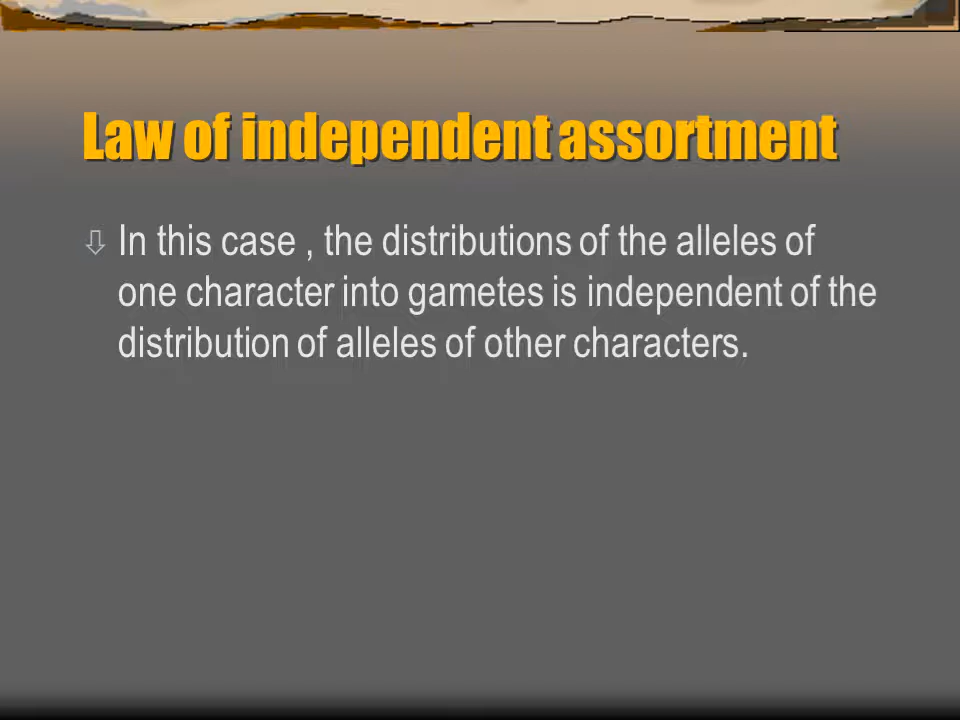 Law of independent assortment
In this case , the distributions of the alleles of
one character into gametes is independent of the
distribution of alleles of other characters.